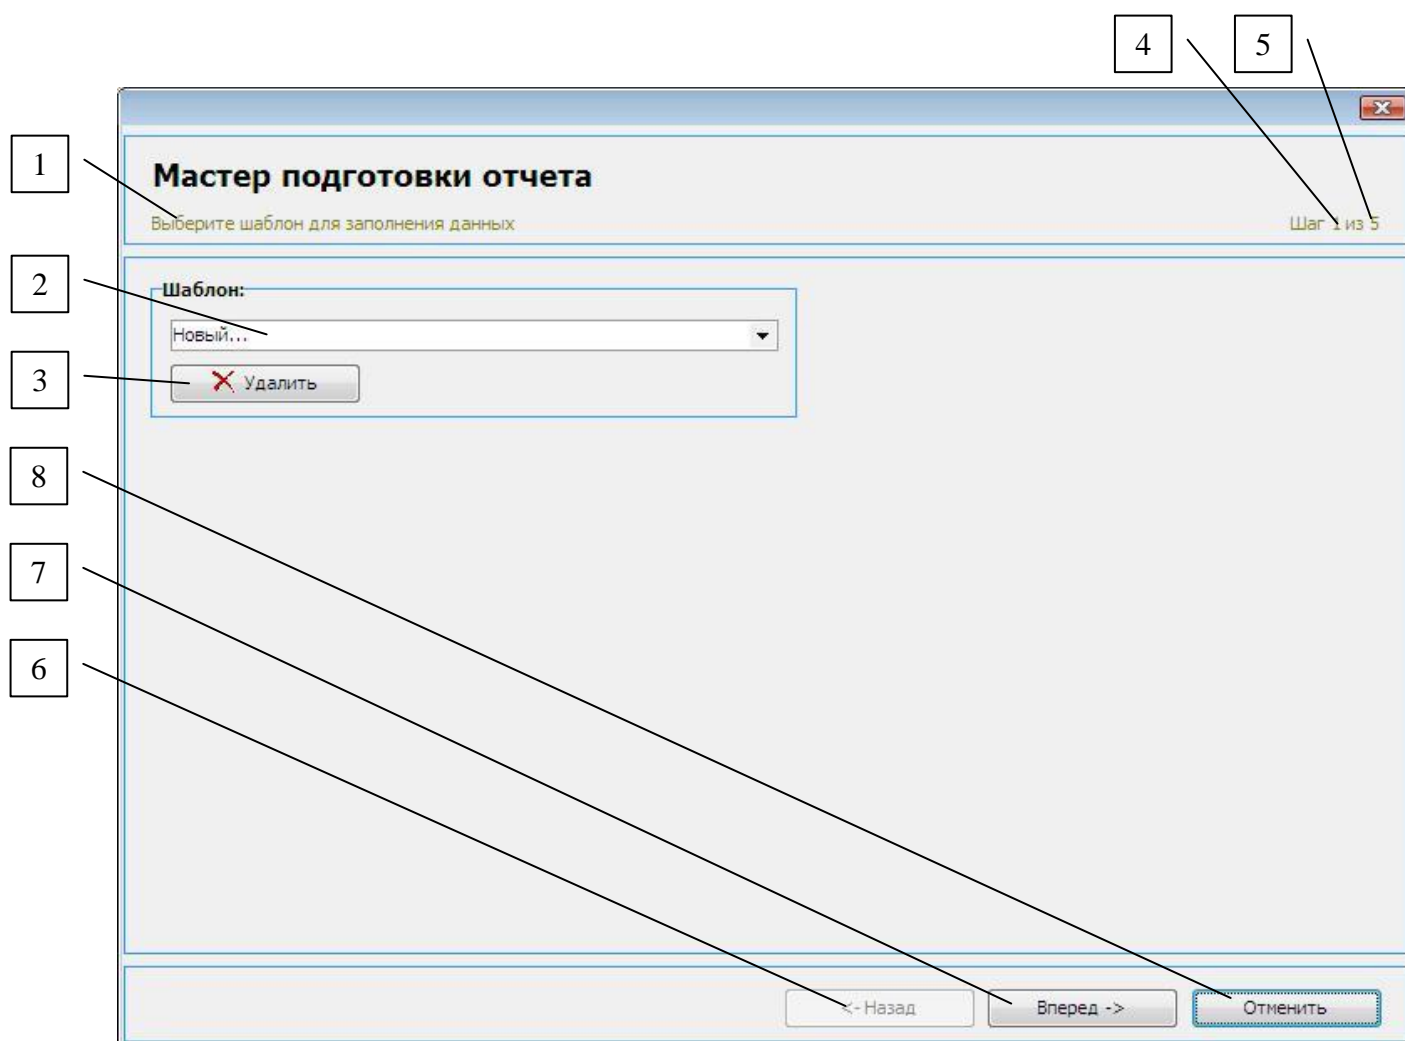 4 5
1
Мастер подготовки отчета
Выберите шаблон для заполнения данных
Шаг 1 из 5
2
Шаблон:
Новый...
3
Удалить
8
7
6
<- Назад
Вперед ->
Отменить